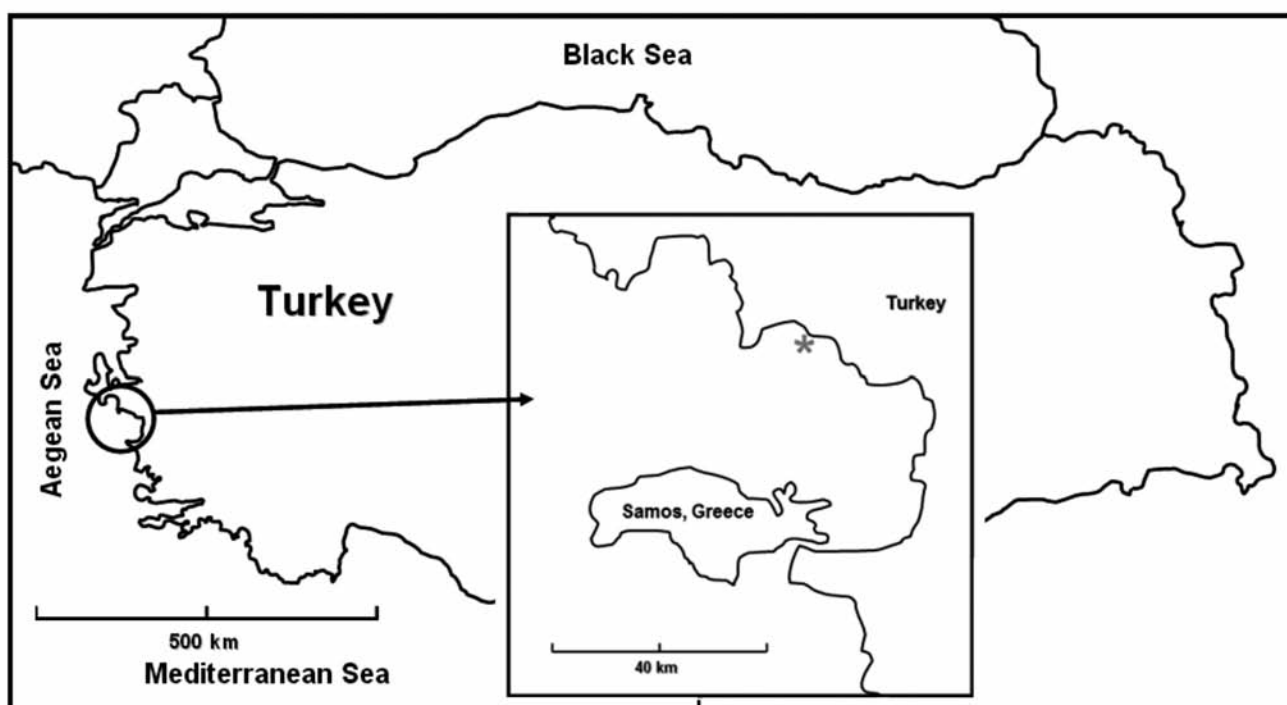 Black Sea
Turkey
Aegean Sea
Turkey
*
Samos, Greece
40 km
500 km
Mediterranean Sea